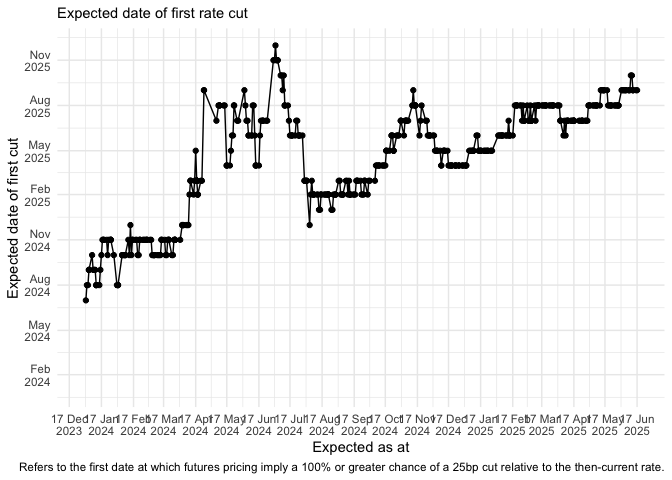 Expected date of first rate cut
Expected date of first cut
Nov
2025
Aug
2025
May
2025
Feb
2025
Nov
2024
Aug
2024
May
2024
Feb
2024
17 Dec 17 Jan 17 Feb 17 Mar 17 Apr 17 May 17 Jun 17 Jul 17 Aug 17 Sep 17 Oct 17 Nov 17 Dec 17 Jan 17 Feb 17 Mar 17 Apr 17 May 17 Jun
2023 2024 2024 2024 2024 2024 2024 2024 2024 2024 2024 2024 2024 2025 2025 2025 2025 2025 2025
Expected as at
Refers to the first date at which futures pricing imply a 100% or greater chance of a 25bp cut relative to the then-current rate.